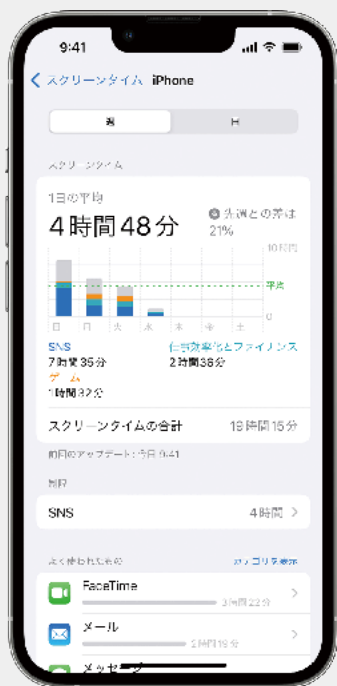 9:41
スクリーンタイム iPhone
週 日
スクリーンタイム
1日の平均
4時間48分
先週との差は
21%
10時間
平均
0
日 月 火 水 木 金 土
SNS 仕事効率化とファイナンス
7時間35分 2時間36分
ゲーム
1時間32分
スクリーンタイムの合計 19時間15分
前回のアップデート: 今日 9:41
制限
SNS 4時間
よく使われたもの カテゴリを表示
FaceTime
3時間22分
メール
2時間19分
メッセージ